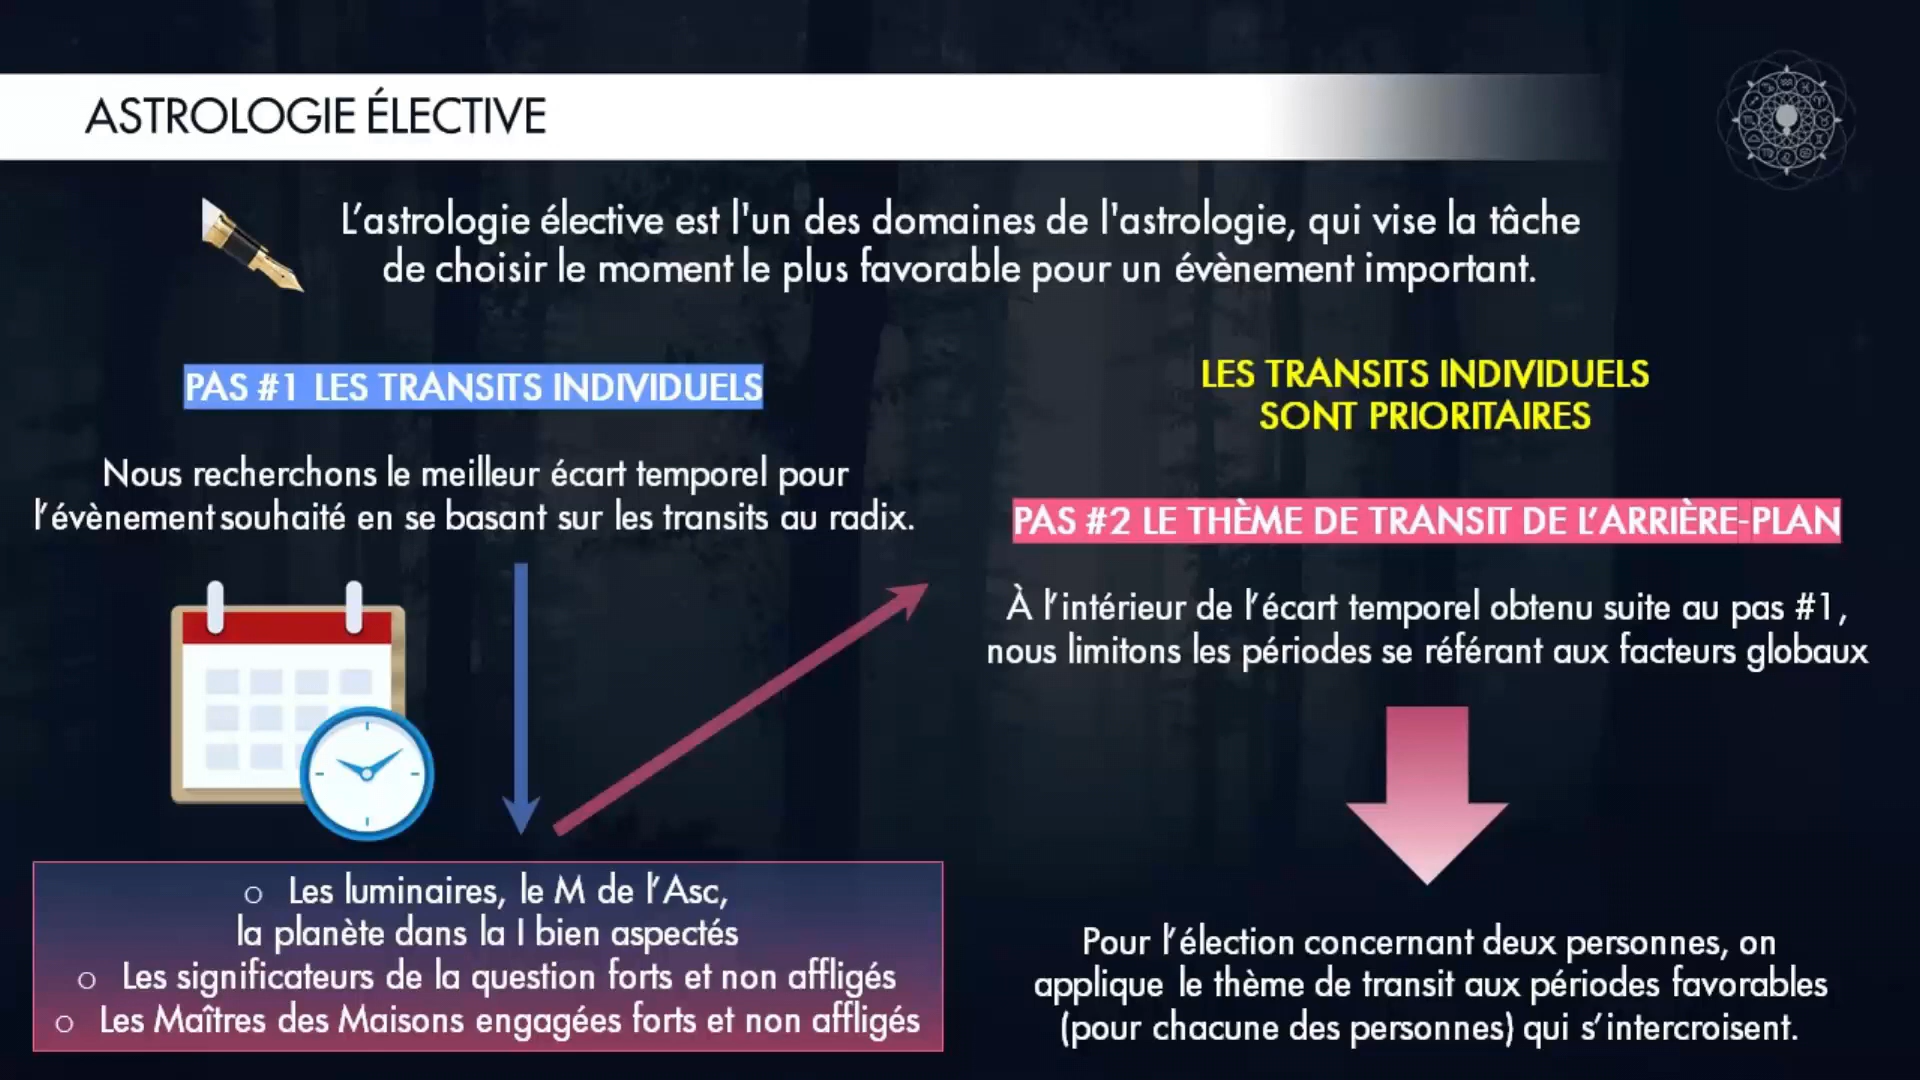 ASTROLOGIE ÉLECTIVE
L’astrologie élective est l'un des domaines de l'astrologie, qui vise la tâche
de choisir le moment le plus favorable pour un évènement important.
PAS #1 LES TRANSITS INDIVIDUELS
Nous recherchons le meilleur écart temporel pour
l’évènement souhaité en se basant sur les transits au radix.
o Les luminaires, le M de l’Asc,
la planète dans la I bien aspectés
o Les significateurs de la question forts et non affligés
o Les Maîtres des Maisons engagées forts et non affligés
LES TRANSITS INDIVIDUELS
SONT PRIORITAIRES
PAS #2 LE THÈME DE TRANSIT DE L’ARRIÈRE-PLAN
À l’intérieur de l’écart temporel obtenu suite au pas #1,
nous limitons les périodes se référant aux facteurs globaux
Pour l’élection concernant deux personnes, on
applique le thème de transit aux périodes favorables
(pour chacune des personnes) qui s’intercroisent.